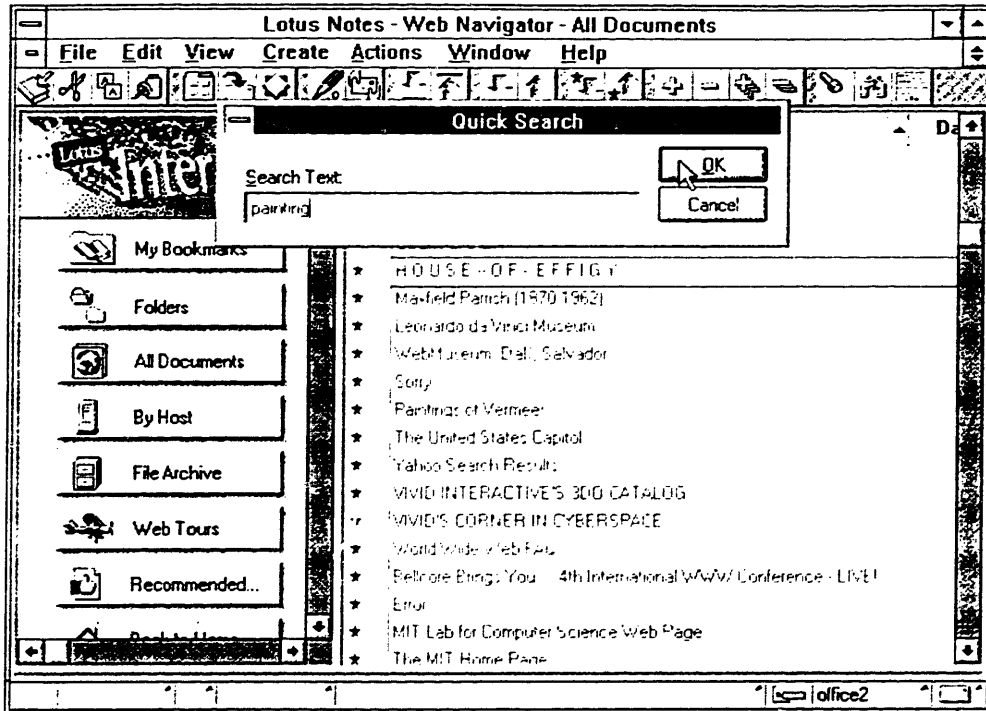 Lotus Notes - Web Navigator - All Documents
File Edit View Create Actions Window Help
Quick Search
Search Text:
painting
OK
Cancel
Lotus
Inter
Da
My Bookmarks
Folders
All Documents
By Host
File Archive
Web Tours
Recommended...
H O U S E - O F - E F F I G Y
Maxfield Parrish (1870-1962)
Leonardo da Vinci Museum
WebMuseum: Dalí, Salvador
Sorry
Paintings of Vermeer
The United States Capitol
Yahoo Search Results
VIVID INTERACTIVE'S 3DO CATALOG
VIVID'S CORNER IN CYBERSPACE
World Wide Web FAQ
Bellcore Brings You... 4th International WWW Conference - LIVE!
Error
MIT Lab for Computer Science Web Page
The MIT Home Page
office2